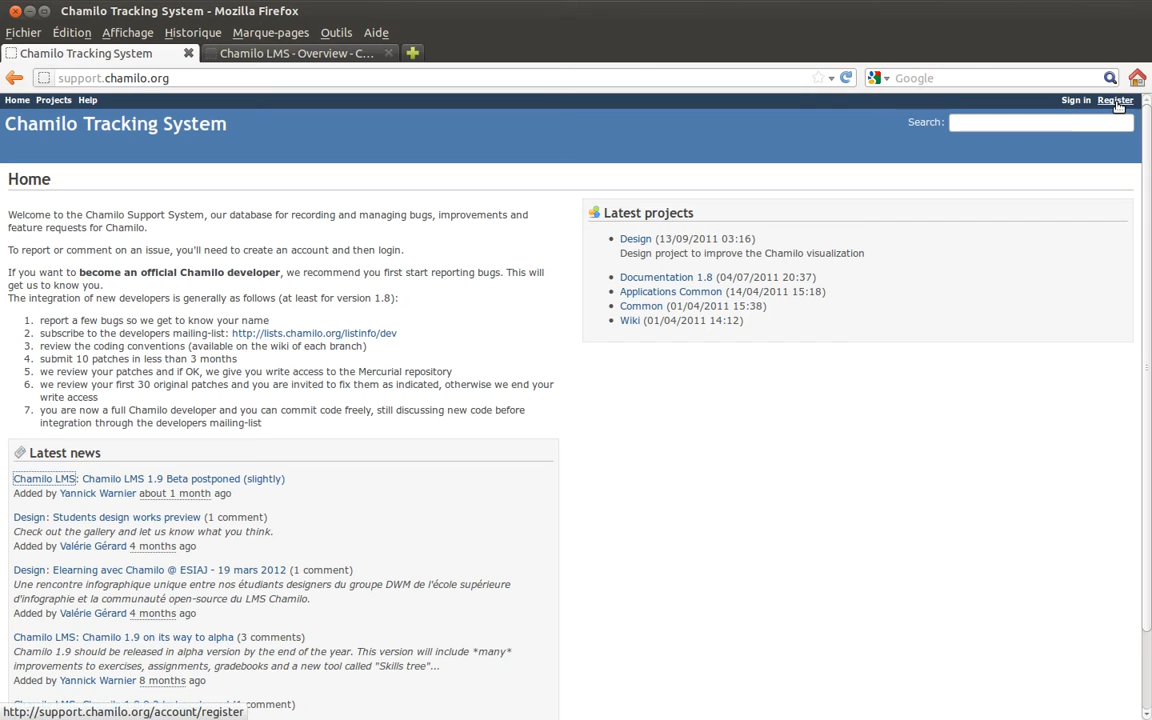 Chamilo Tracking System - Mozilla Firefox
Fichier Édition Affichage Historique Marque-pages Outils Aide
Chamilo Tracking System Chamilo LMS - Overview - C...
support.chamilo.org Google
Home Projects Help Sign in Register
Chamilo Tracking System Search:
Home
Welcome to the Chamilo Support System, our database for recording and managing bugs, improvements and
feature requests for Chamilo.
To report or comment on an issue, you'll need to create an account and then login.
If you want to become an official Chamilo developer, we recommend you first start reporting bugs. This will
get us to know you.
The integration of new developers is generally as follows (at least for version 1.8):
1. report a few bugs so we get to know your name
2. subscribe to the developers mailing-list: http://lists.chamilo.org/listinfo/dev
3. review the coding conventions (available on the wiki of each branch)
4. submit 10 patches in less than 3 months
5. we review your patches and if OK, we give you write access to the Mercurial repository
6. we review your first 30 original patches and you are invited to fix them as indicated, otherwise we end your
write access
7. you are now a full Chamilo developer and you can commit code freely, still discussing new code before
integration through the developers mailing-list
Latest news
Chamilo LMS: Chamilo LMS 1.9 Beta postponed (slightly)
Added by Yannick Warnier about 1 month ago
Design: Students design works preview (1 comment)
Check out the gallery and let us know what you think.
Added by Valérie Gérard 4 months ago
Design: Elearning avec Chamilo @ ESIAJ - 19 mars 2012 (1 comment)
Une rencontre infographique unique entre nos étudiants designers du groupe DWM de l'école supérieure
d'infographie et la communauté open-source du LMS Chamilo.
Added by Valérie Gérard 4 months ago
Chamilo LMS: Chamilo 1.9 on its way to alpha (3 comments)
Chamilo 1.9 should be released in alpha version by the end of the year. This version will include *many*
improvements to exercises, assignments, gradebooks and a new tool called "Skills tree"...
Added by Yannick Warnier 8 months ago
comment)
http://support.chamilo.org/account/register
Latest projects
Design (13/09/2011 03:16)
Design project to improve the Chamilo visualization
Documentation 1.8 (04/07/2011 20:37)
Applications Common (14/04/2011 15:18)
Common (01/04/2011 15:38)
Wiki (01/04/2011 14:12)